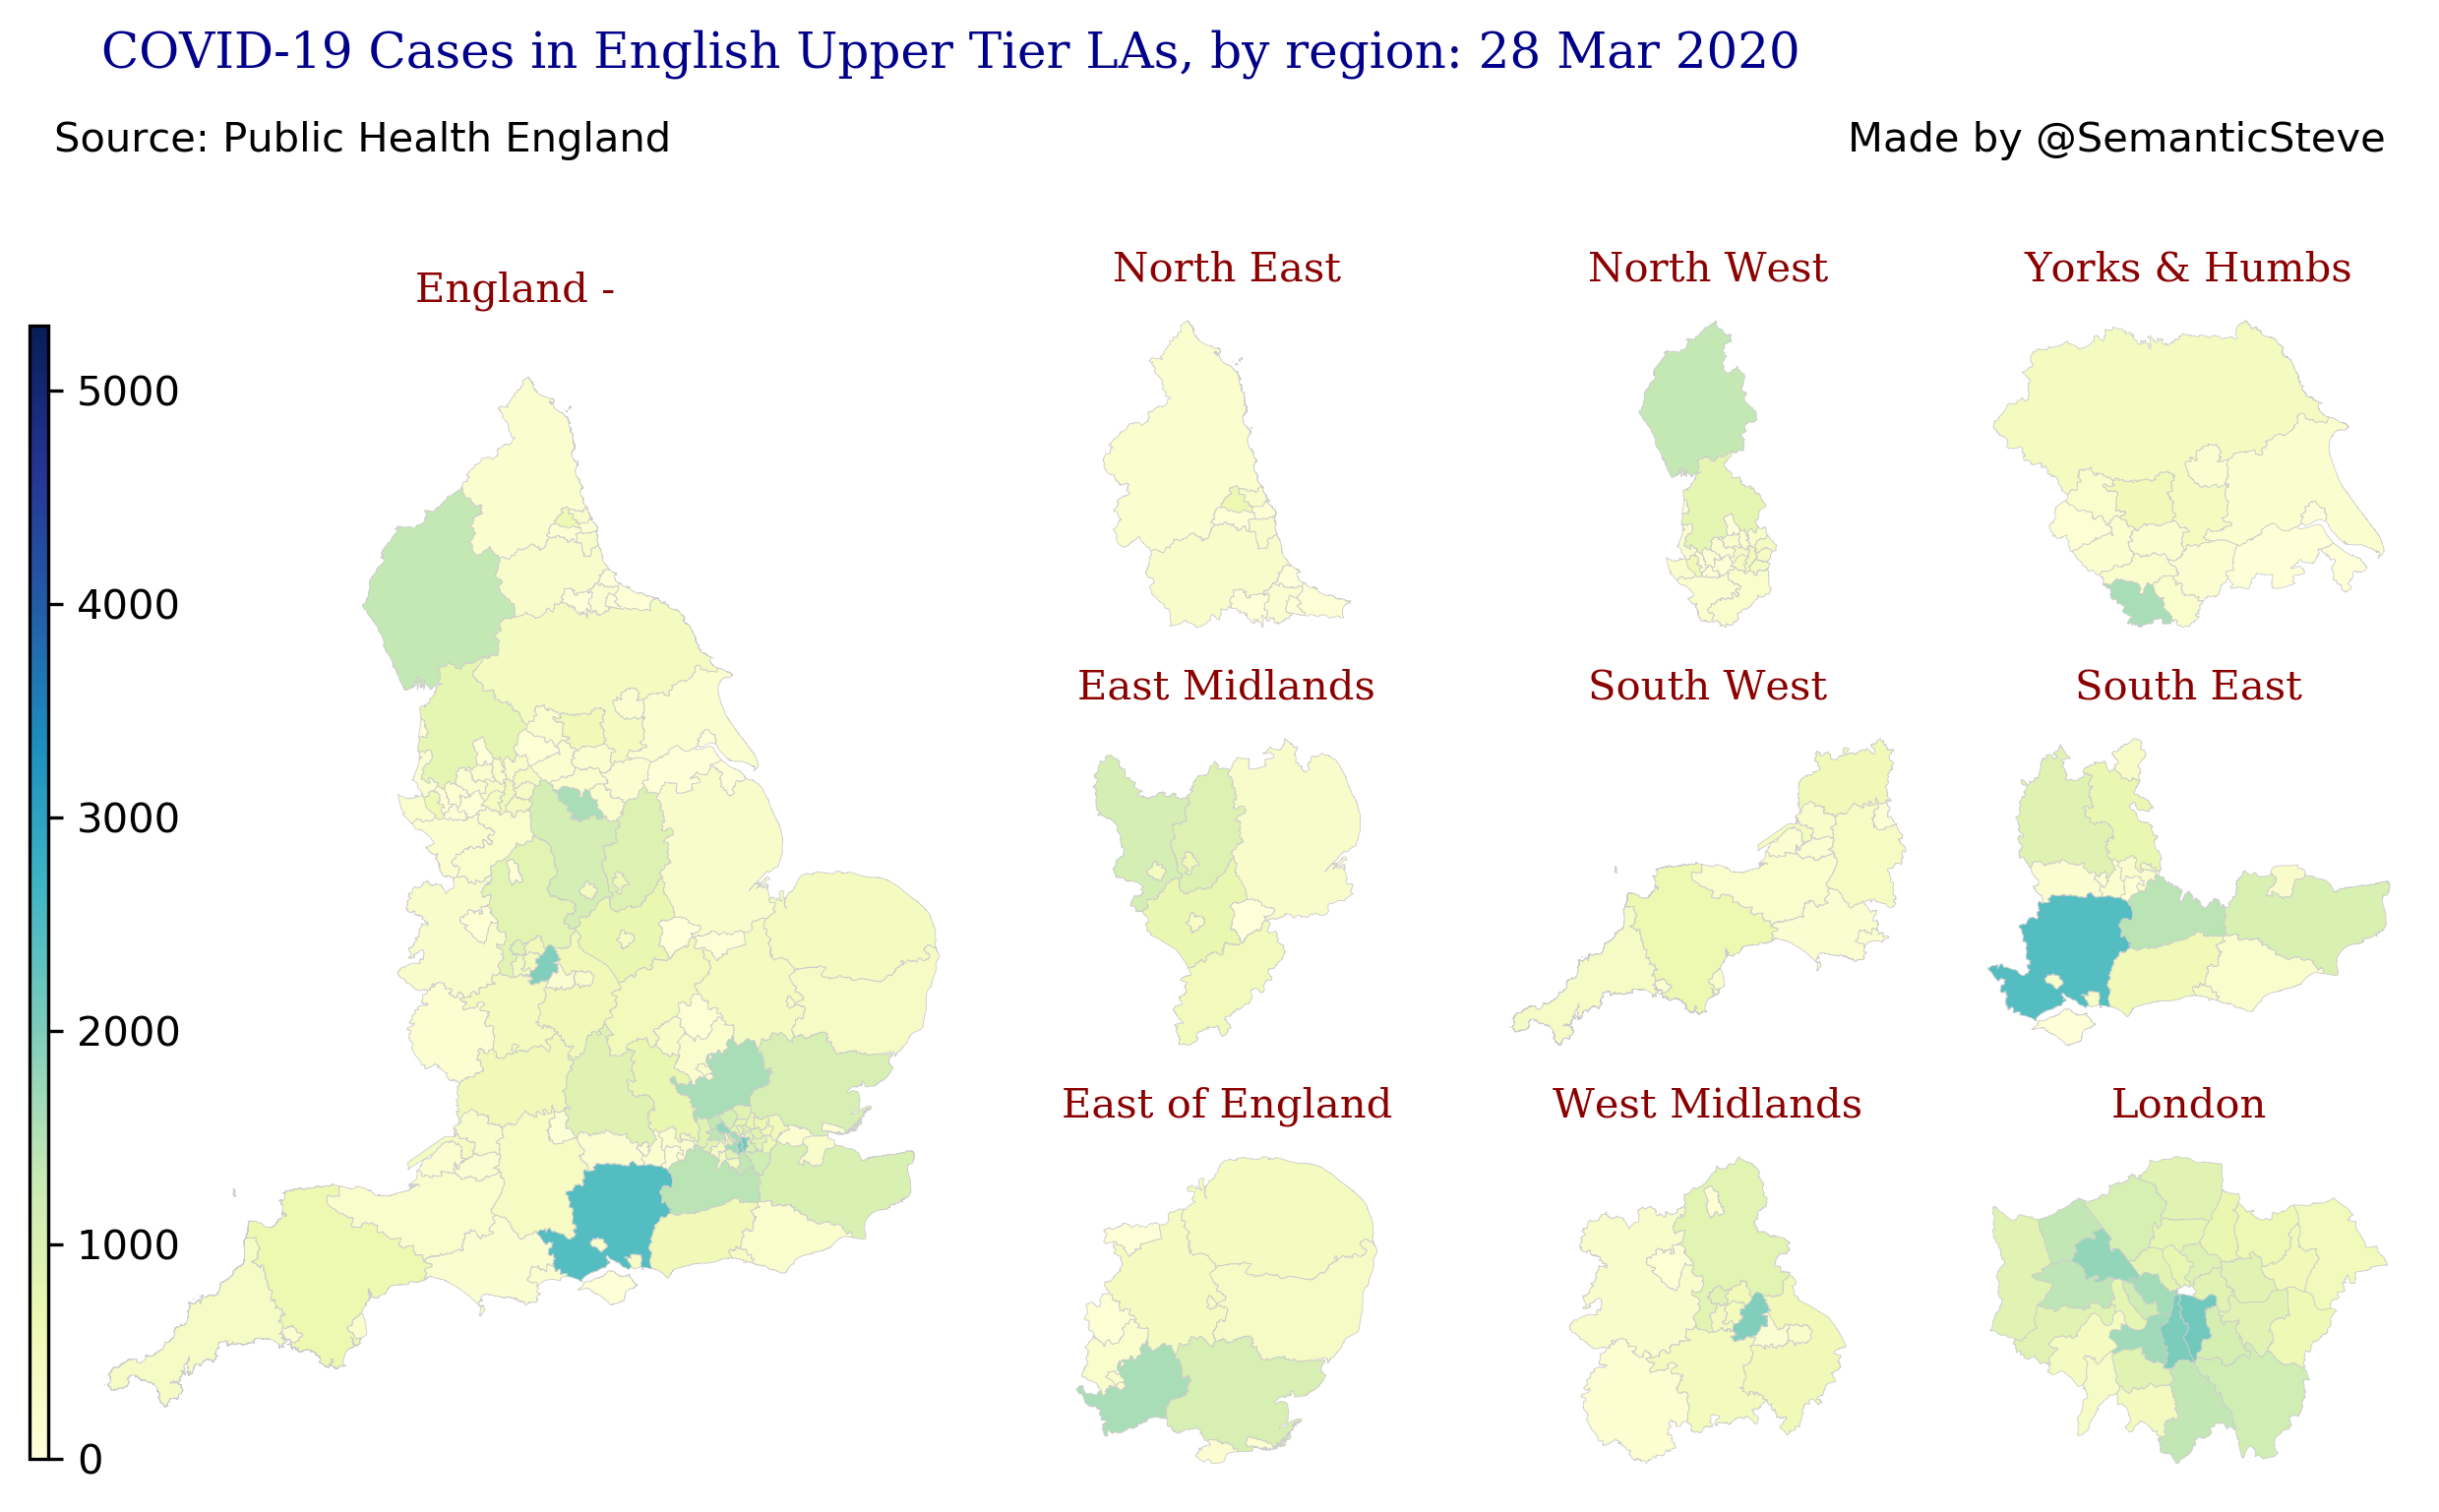 COVID-19 Cases in English Upper Tier LAs, by region: 28 Mar 2020
Source: Public Health England
Made by @SemanticSteve
England -
North East
North West
Yorks & Humbs
5000
4000
3000
2000
1000
0
East Midlands
South West
South East
East of England
West Midlands
London